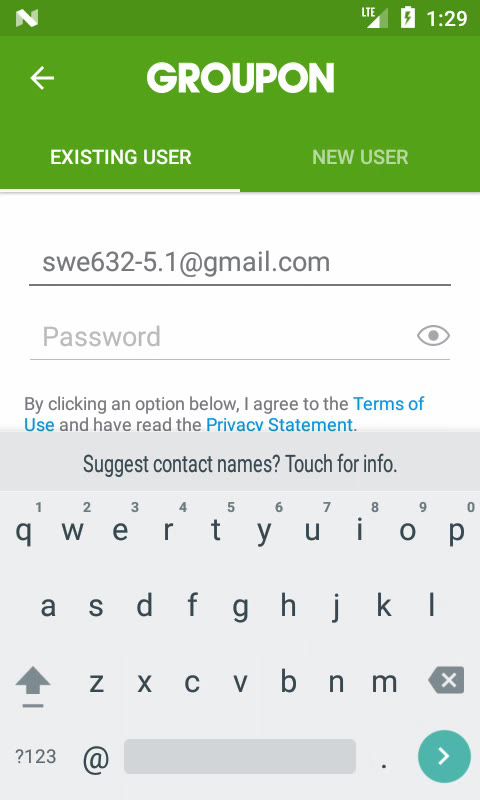 LTE 1:29
GROUPON
EXISTING USER NEW USER
swe632-5.1@gmail.com
Password
By clicking an option below, I agree to the Terms of
Use and have read the Privacy Statement.
Suggest contact names? Touch for info.
1 2 3 4 5 6 7 8 9 0
q w e r t y u i o p
a s d f g h j k l
z x c v b n m
?123 @ .